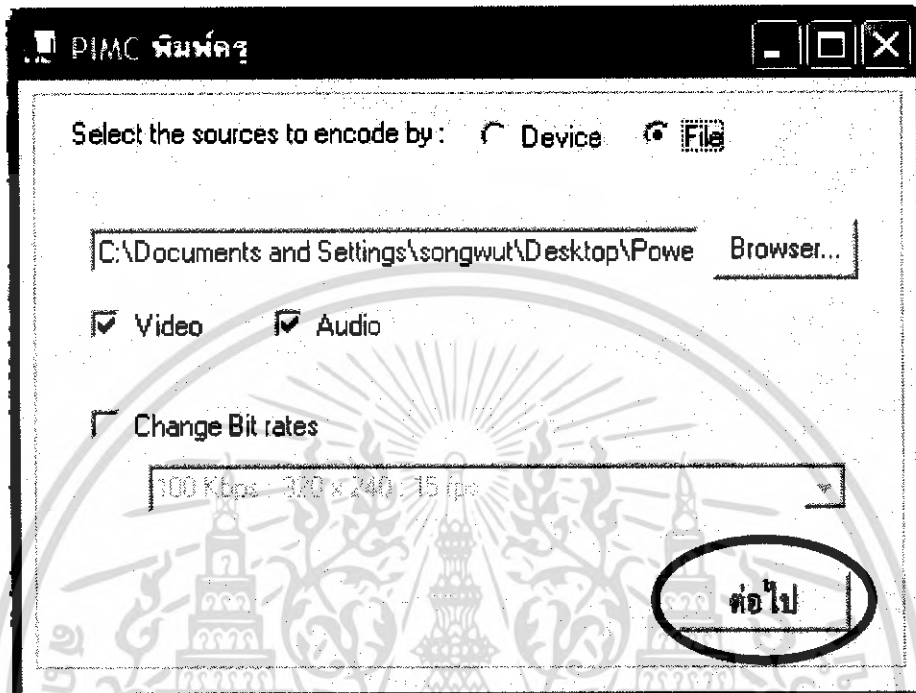 PIMC พิมพ์ครู
Select the sources to encode by : Device File
C:\Documents and Settings\songwut\Desktop\Powe Browser...
Video Audio
Change Bit rates
100 Kbps : 320 x 240 : 15 fps
ต่อไป